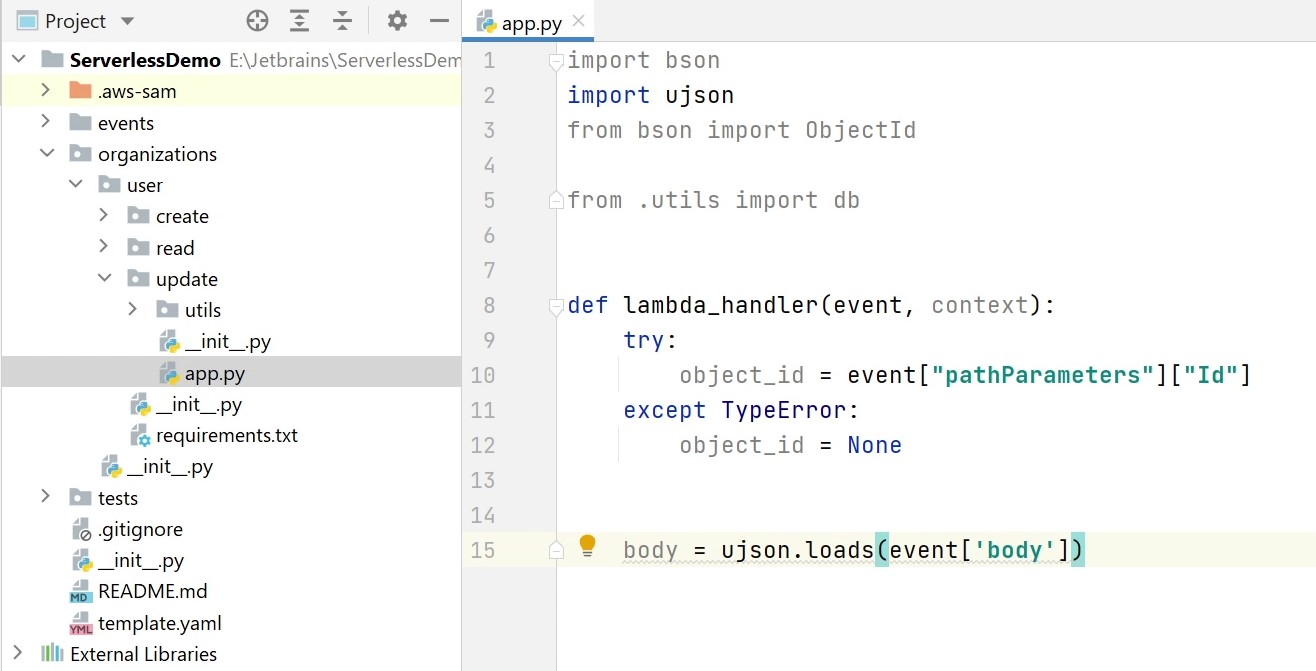 Project
ServerlessDemo E:\Jetbrains\ServerlessDem
.aws-sam
events
organizations
user
create
read
update
utils
__init__.py
app.py
__init__.py
requirements.txt
__init__.py
tests
.gitignore
__init__.py
MD README.md
YML template.yaml
External Libraries
app.py
1 import bson
2 import ujson
3 from bson import ObjectId
4
5 from .utils import db
6
7
8 def lambda_handler(event, context):
9     try:
10         object_id = event["pathParameters"]["Id"]
11     except TypeError:
12         object_id = None
13
14
15     body = ujson.loads(event['body'])